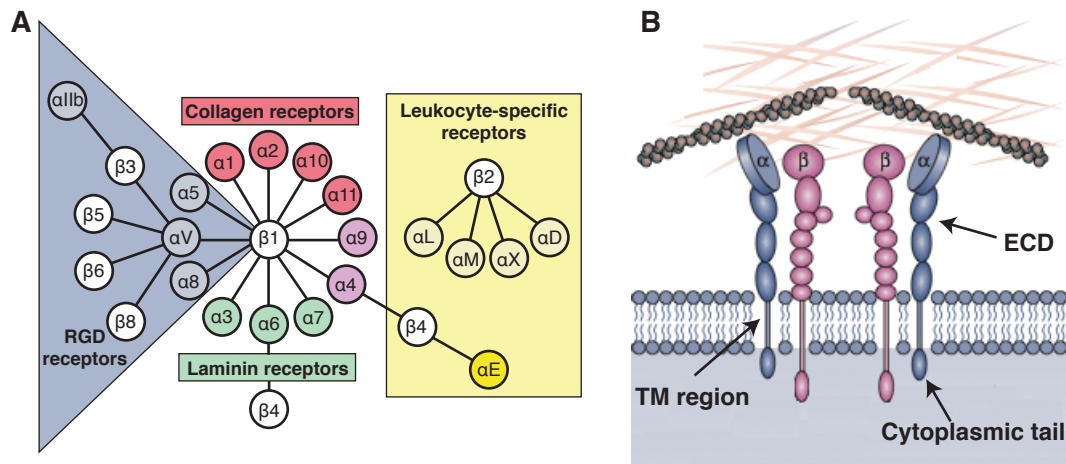 A
αIIb
β3
β5
αV
β6
β8
α5
α8
RGD
receptors
Collagen receptors
α1
α2
α10
α11
β1
α9
α4
α3
α6
α7
Laminin receptors
β4
Leukocyte-specific
receptors
β2
αL
αM
αX
αD
β4
αE
B
α
β
β
α
ECD
TM region
Cytoplasmic tail